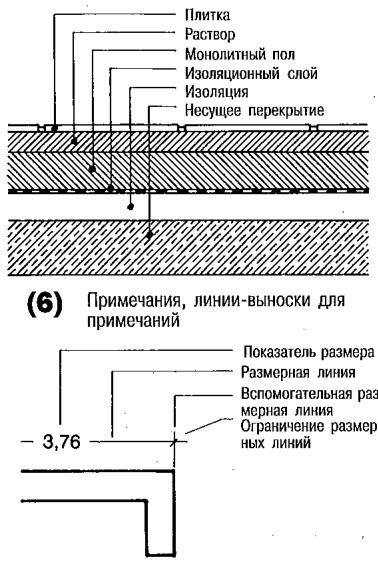 Плитка
Раствор
Монолитный пол
Изоляционный слой
Изоляция
Несущее перекрытие
(6) Примечания, линии-выноски для
примечаний
Показатель размера
Размерная линия
Вспомогательная раз
мерная линия
Ограничение размер
ных линий
3,76